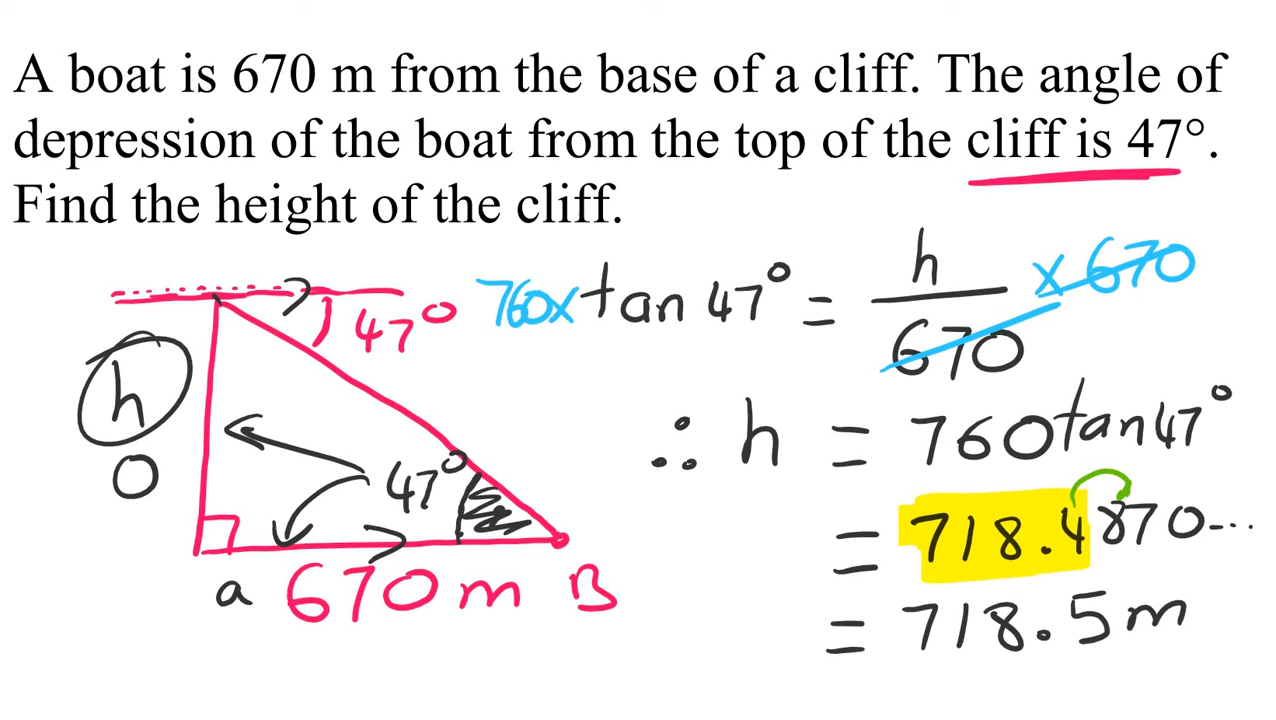 A boat is 670 m from the base of a cliff. The angle of
depression of the boat from the top of the cliff is 47°.
Find the height of the cliff.
47°
760× tan 47° = h / 670 × 670
h
O
47°
∴ h = 760 tan 47°
= 718.4870...
= 718.5 m
a 670 m B